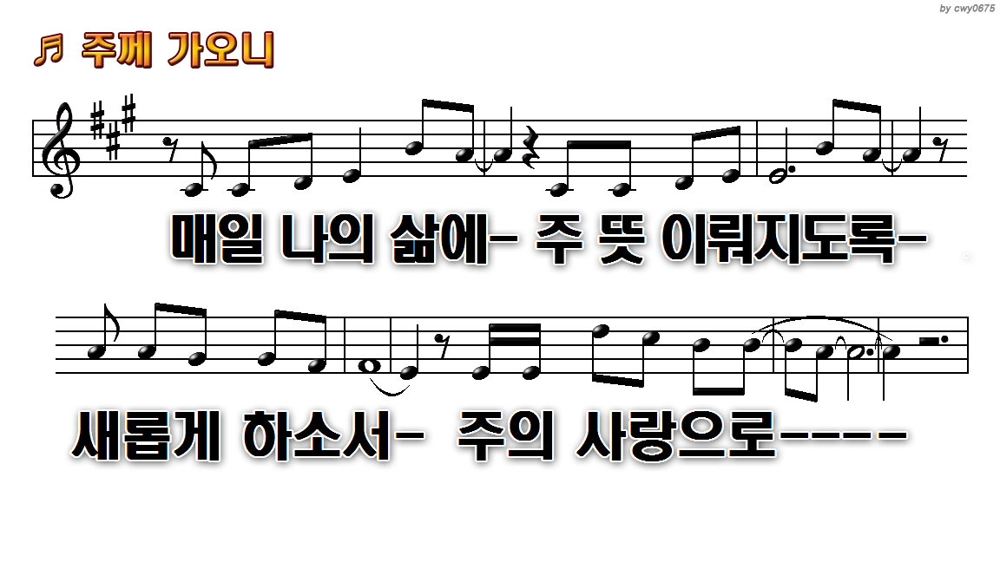 by cwy0675
♬ 주께 가오니
매일 나의 삶에- 주 뜻 이뤄지도록-
새롭게 하소서- 주의 사랑으로----